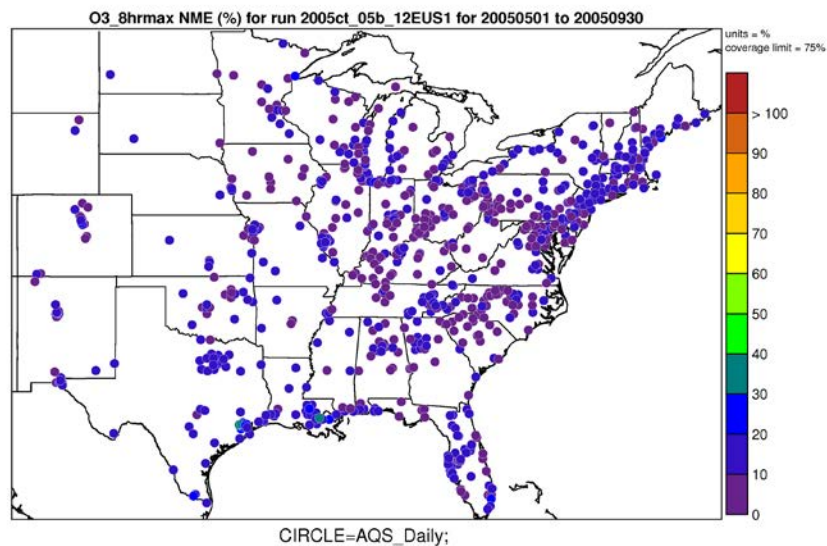 O3_8hrmax NME (%) for run 2005ct_05b_12EUS1 for 20050501 to 20050930
units = %
coverage limit = 75%
> 100
90
80
70
60
50
40
30
20
10
0
CIRCLE=AQS_Daily;